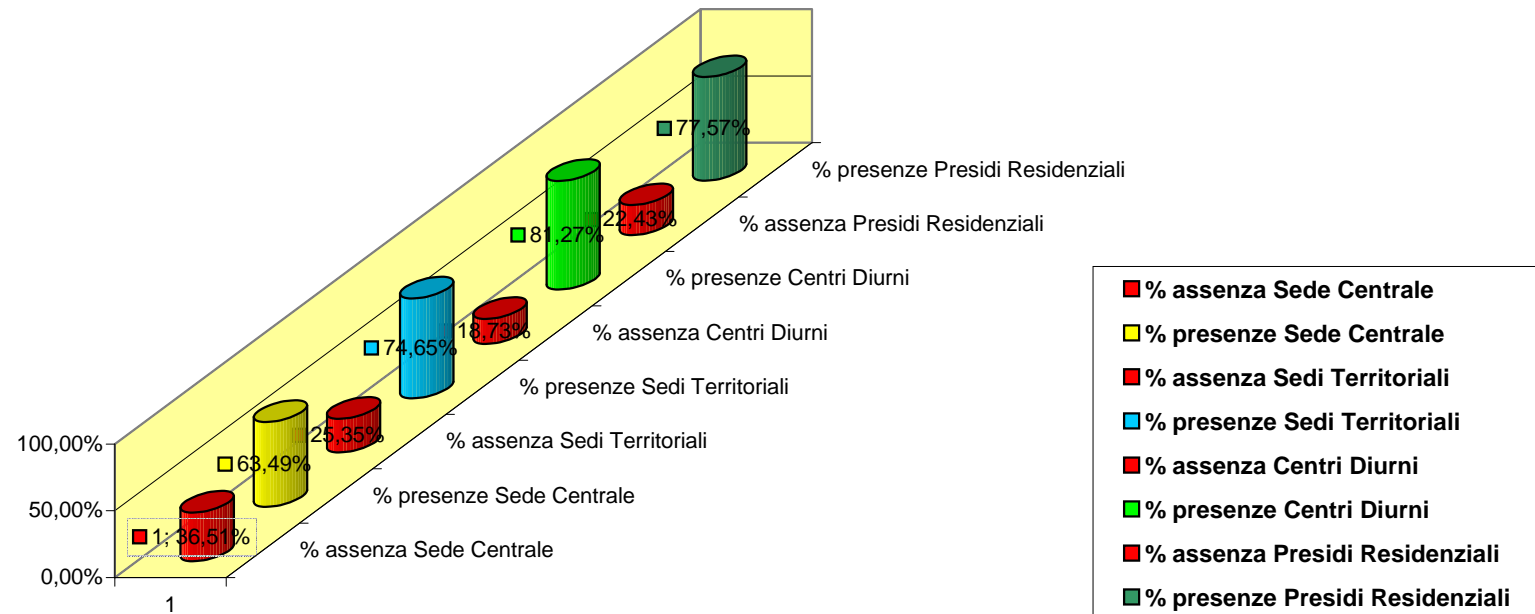 77,57%
% presenze Presidi Residenziali
22,43%
% assenza Presidi Residenziali
81,27%
% presenze Centri Diurni
18,73%
% assenza Centri Diurni
74,65%
% presenze Sedi Territoriali
25,35%
% assenza Sedi Territoriali
63,49%
% presenze Sede Centrale
1; 36,51%
% assenza Sede Centrale
100,00%
50,00%
0,00%
1
% assenza Sede Centrale
% presenze Sede Centrale
% assenza Sedi Territoriali
% presenze Sedi Territoriali
% assenza Centri Diurni
% presenze Centri Diurni
% assenza Presidi Residenziali
% presenze Presidi Residenziali